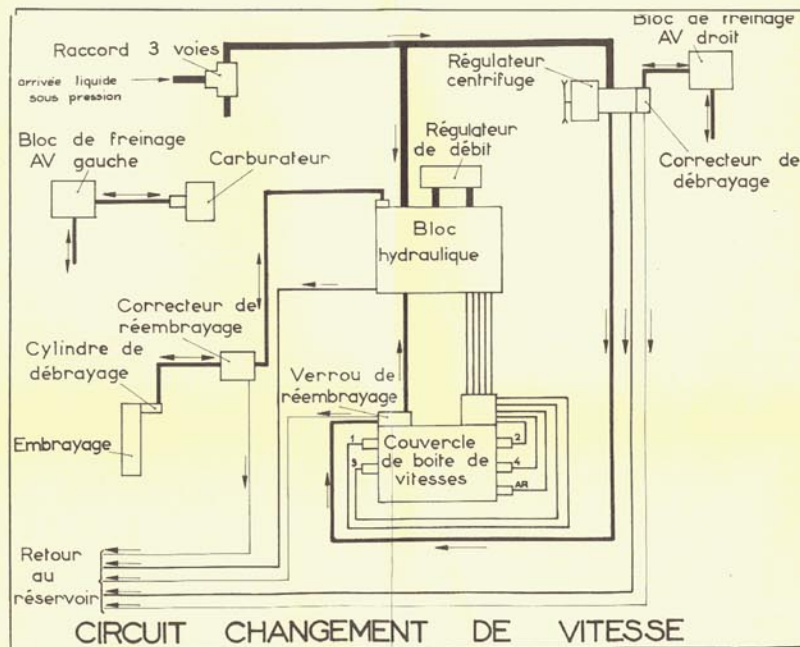 Raccord 3 voies
arrivée liquide
sous pression
Bloc de freinage
AV droit
Régulateur
centrifuge
Régulateur
de débit
Correcteur de
débrayage
Bloc de freinage
AV gauche
Carburateur
Bloc
hydraulique
Correcteur de
réembrayage
Cylindre de
débrayage
Embrayage
Verrou de
réembrayage
Couvercle
de boite de
vitesses
1
3
2
4
AR
Retour
au
réservoir
CIRCUIT CHANGEMENT DE VITESSE